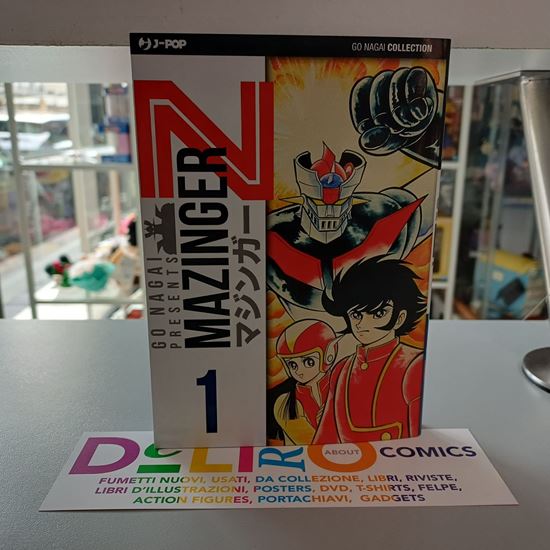 J-POP
GO NAGAI COLLECTION
GO NAGAI
PRESENTS
MAZINGER
Z
マジンガー
1
DeLIRO
ABOUT
COMICS
FUMETTI NUOVI, USATI, DA COLLEZIONE, LIBRI, RIVISTE,
LIBRI D'ILLUSTRAZIONI, POSTERS, DVD, T-SHIRTS, FELPE,
ACTION FIGURES, PORTACHIAVI, GADGETS